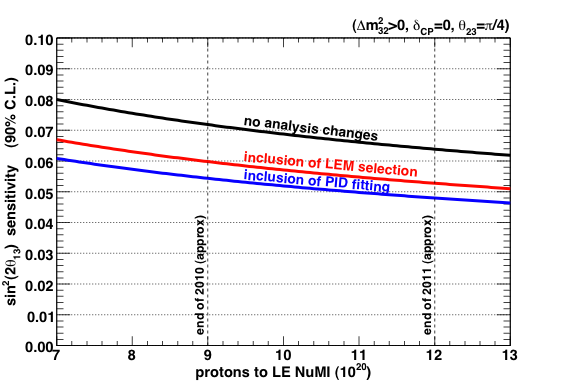 (Δm²₃₂>0, δ_CP=0, θ₂₃=π/4)
sin²(2θ₁₃) sensitivity (90% C.L.)
0.10
0.09
0.08
0.07
0.06
0.05
0.04
0.03
0.02
0.01
0.00
no analysis changes
inclusion of LEM selection
inclusion of PID fitting
end of 2010 (approx)
end of 2011 (approx)
7 8 9 10 11 12 13
protons to LE NuMI (10²⁰)